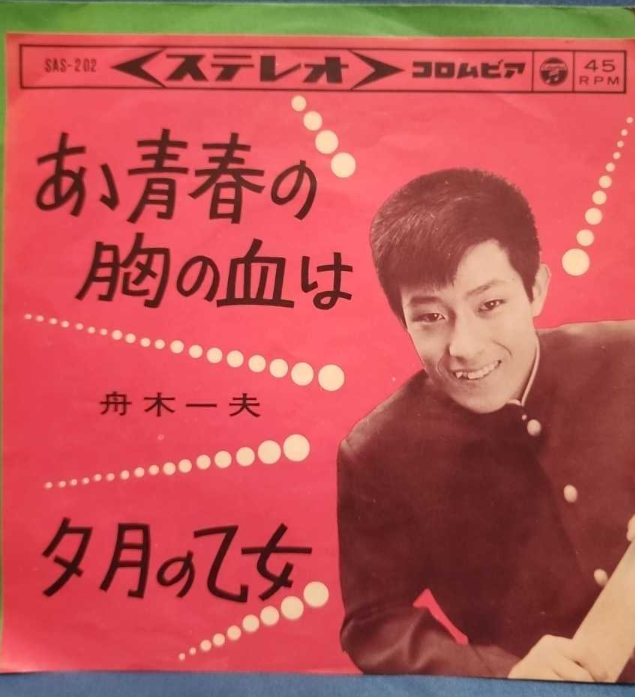 SAS-202 <ステレオ> コロムビア 45 RPM
あゝ青春の
胸の血は
舟木一夫
夕月の乙女